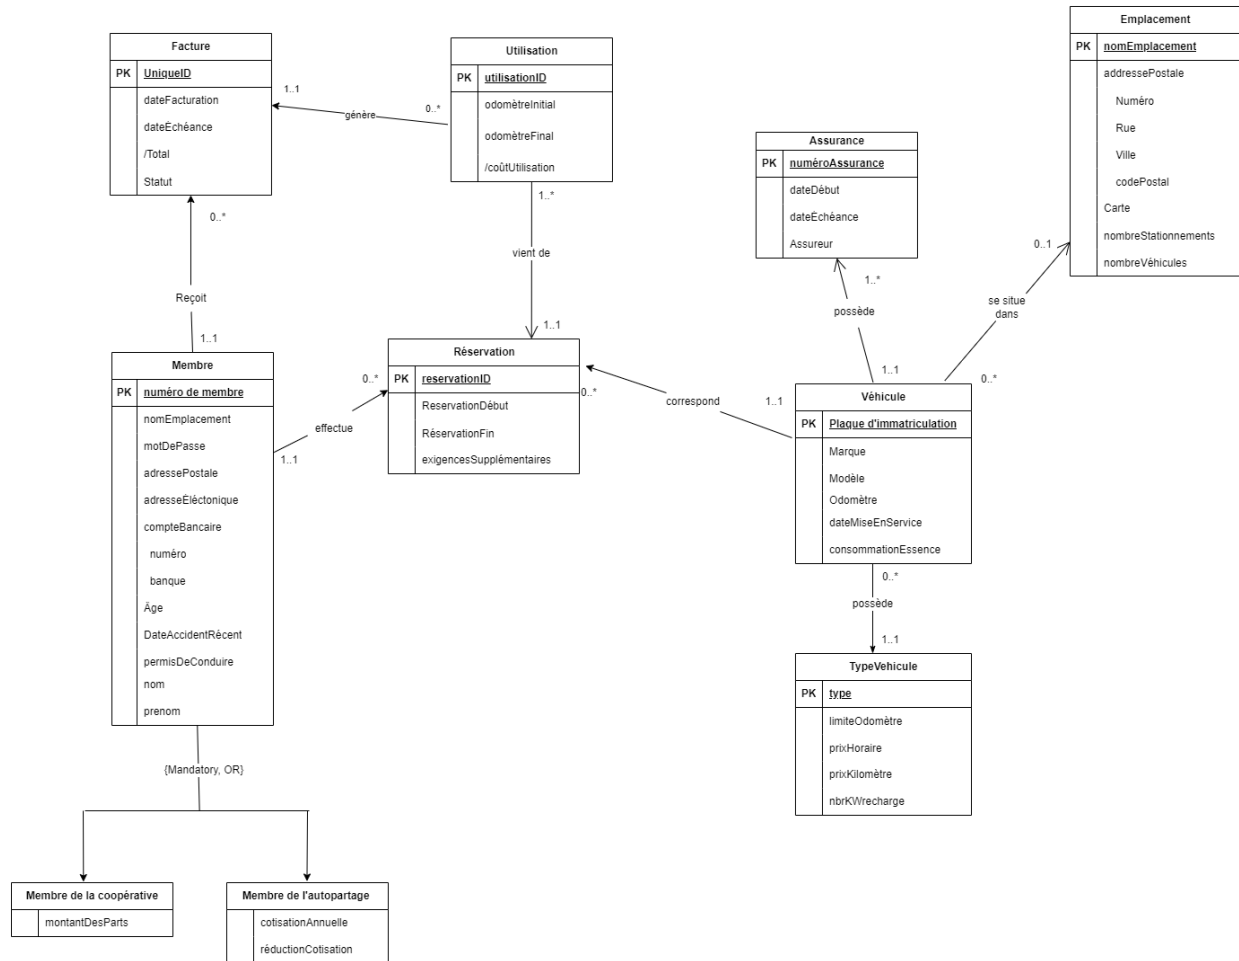 Emplacement
PK nomEmplacement
addressePostale
Numéro
Rue
Ville
codePostal
Carte
nombreStationnements
nombreVéhicules
Facture
PK UniqueID
dateFacturation
dateÉchéance
/Total
Statut
1..1
génère
0..*
Utilisation
PK utilisationID
odomètreInitial
odomètreFinal
/coûtUtilisation
Assurance
PK numéroAssurance
dateDébut
dateÉchéance
Assureur
0..*
1..*
vient de
1..*
0..1
Reçoit
possède
se situe
dans
1..1
1..1
1..1
0..*
Membre
PK numéro de membre
nomEmplacement
motDePasse
adressePostale
adresseÉléctonique
compteBancaire
numéro
banque
Âge
DateAccidentRécent
permisDeConduire
nom
prenom
0..*
effectue
1..1
Réservation
PK reservationID
ReservationDébut
RéservationFin
exigencesSupplémentaires
0..*
correspond
1..1
Véhicule
PK Plaque d'immatriculation
Marque
Modèle
Odomètre
dateMiseEnService
consommationEssence
0..*
possède
1..1
TypeVehicule
PK type
limiteOdomètre
prixHoraire
prixKilomètre
nbrKWrecharge
{Mandatory, OR}
Membre de la coopérative
montantDesParts
Membre de l'autopartage
cotisationAnnuelle
réductionCotisation